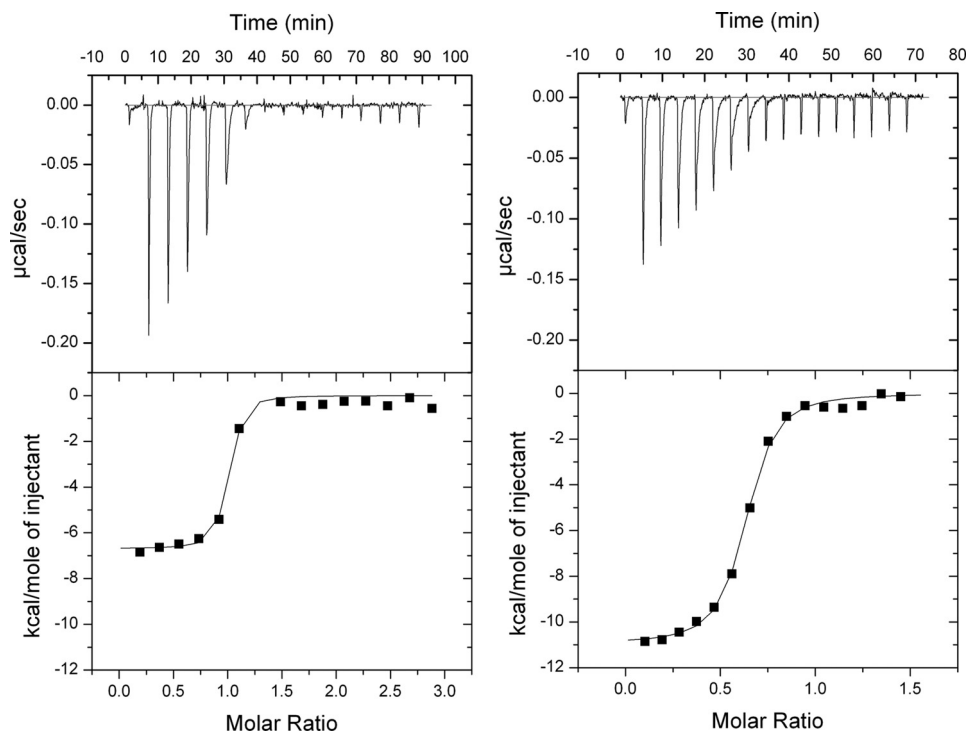 Time (min)
-10 0 10 20 30 40 50 60 70 80 90 100
0.00
-0.05
-0.10
-0.15
-0.20
µcal/sec
0
-2
-4
-6
-8
-10
-12
kcal/mole of injectant
0.0 0.5 1.0 1.5 2.0 2.5 3.0
Molar Ratio
Time (min)
-10 0 10 20 30 40 50 60 70 80
0.00
-0.05
-0.10
-0.15
-0.20
µcal/sec
0
-2
-4
-6
-8
-10
-12
kcal/mole of injectant
0.0 0.5 1.0 1.5
Molar Ratio